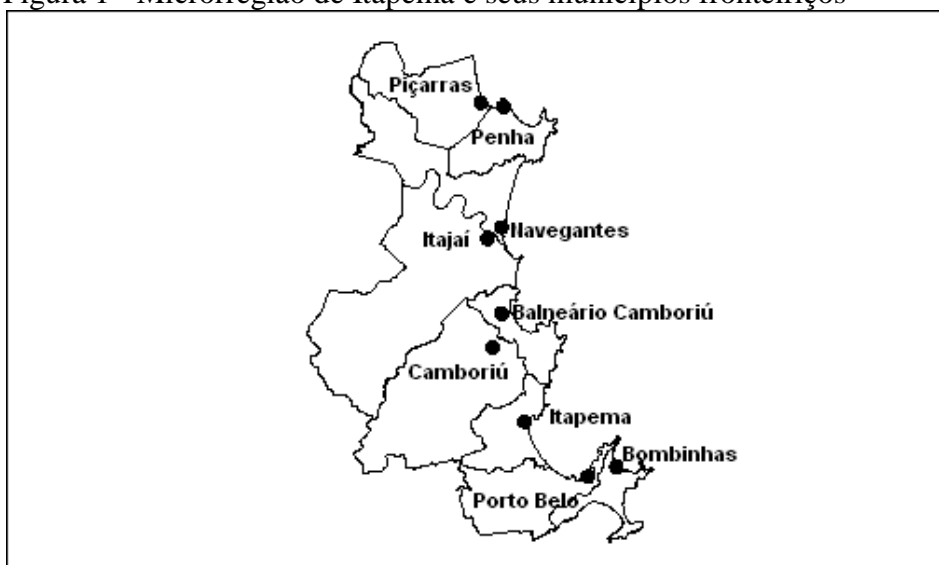 Figura 1 - Microrregião de Itapema e seus municípios fronteiriços
Piçarras
Penha
Navegantes
Itajaí
Balneário Camboriú
Camboriú
Itapema
Bombinhas
Porto Belo